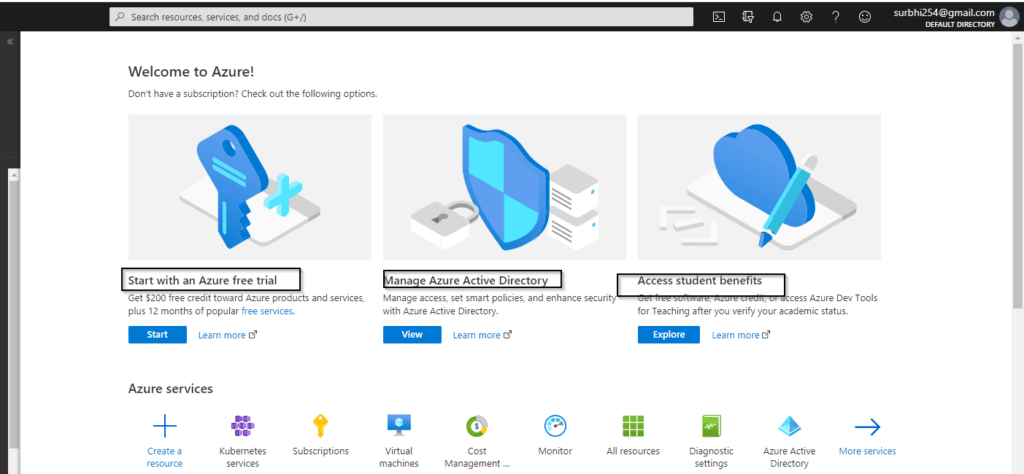 Search resources, services, and docs (G+/)
surbhi254@gmail.com
DEFAULT DIRECTORY
Welcome to Azure!
Don't have a subscription? Check out the following options.
Start with an Azure free trial
Get $200 free credit toward Azure products and services,
plus 12 months of popular free services.
Start
Learn more
Manage Azure Active Directory
Manage access, set smart policies, and enhance security
with Azure Active Directory.
View
Learn more
Access student benefits
Get free software, Azure credit, or access Azure Dev Tools
for Teaching after you verify your academic status.
Explore
Learn more
Azure services
Create a
resource
Kubernetes
services
Subscriptions
Virtual
machines
Cost
Management ...
Monitor
All resources
Diagnostic
settings
Azure Active
Directory
More services